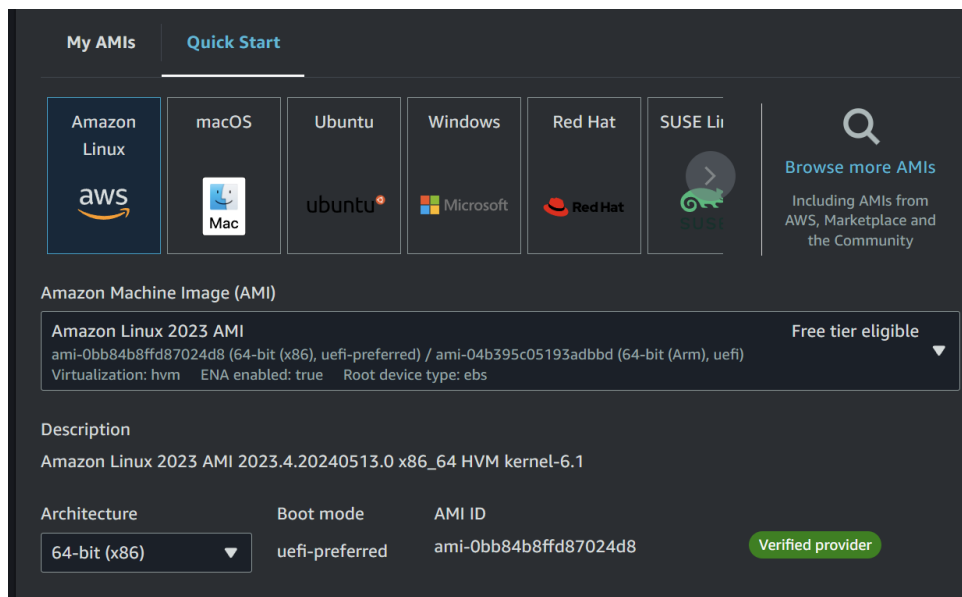 My AMIs
Quick Start
Amazon
Linux
aws
macOS
Mac
Ubuntu
ubuntu
Windows
Microsoft
Red Hat
Red Hat
SUSE Lin
SUSE
Browse more AMIs
Including AMIs from
AWS, Marketplace and
the Community
Amazon Machine Image (AMI)
Amazon Linux 2023 AMI
Free tier eligible
ami-0bb84b8ffd87024d8 (64-bit (x86), uefi-preferred) / ami-04b395c05193adbbd (64-bit (Arm), uefi)
Virtualization: hvm ENA enabled: true Root device type: ebs
Description
Amazon Linux 2023 AMI 2023.4.20240513.0 x86_64 HVM kernel-6.1
Architecture
Boot mode
AMI ID
64-bit (x86)
uefi-preferred
ami-0bb84b8ffd87024d8
Verified provider